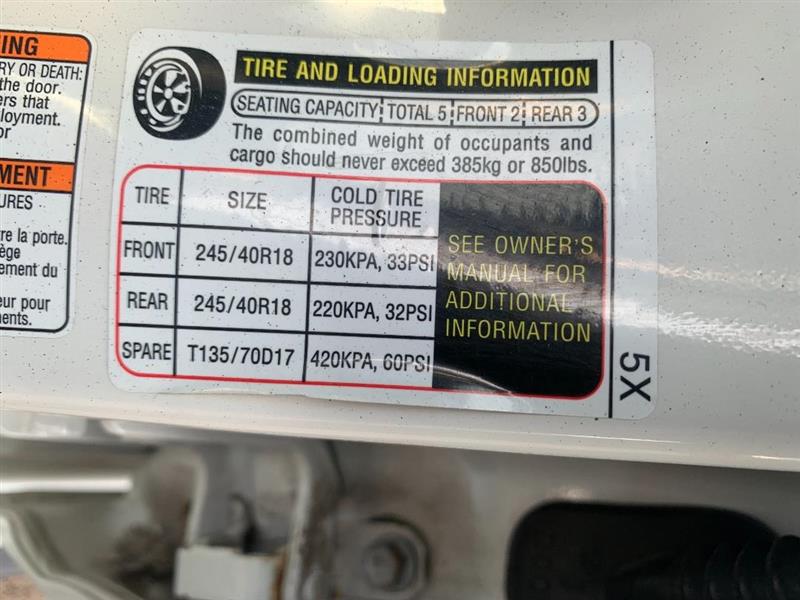 ING
RY OR DEATH:
the door.
ers that
loyment.
or
MENT
URES
re la porte.
ège
ement du
eur pour
nents.
TIRE AND LOADING INFORMATION
SEATING CAPACITY TOTAL 5 FRONT 2 REAR 3
The combined weight of occupants and
cargo should never exceed 385kg or 850lbs.
TIRE SIZE COLD TIRE PRESSURE
FRONT 245/40R18 230KPA, 33PSI
REAR 245/40R18 220KPA, 32PSI
SPARE T135/70D17 420KPA, 60PSI
SEE OWNER'S
MANUAL FOR
ADDITIONAL
INFORMATION
5X